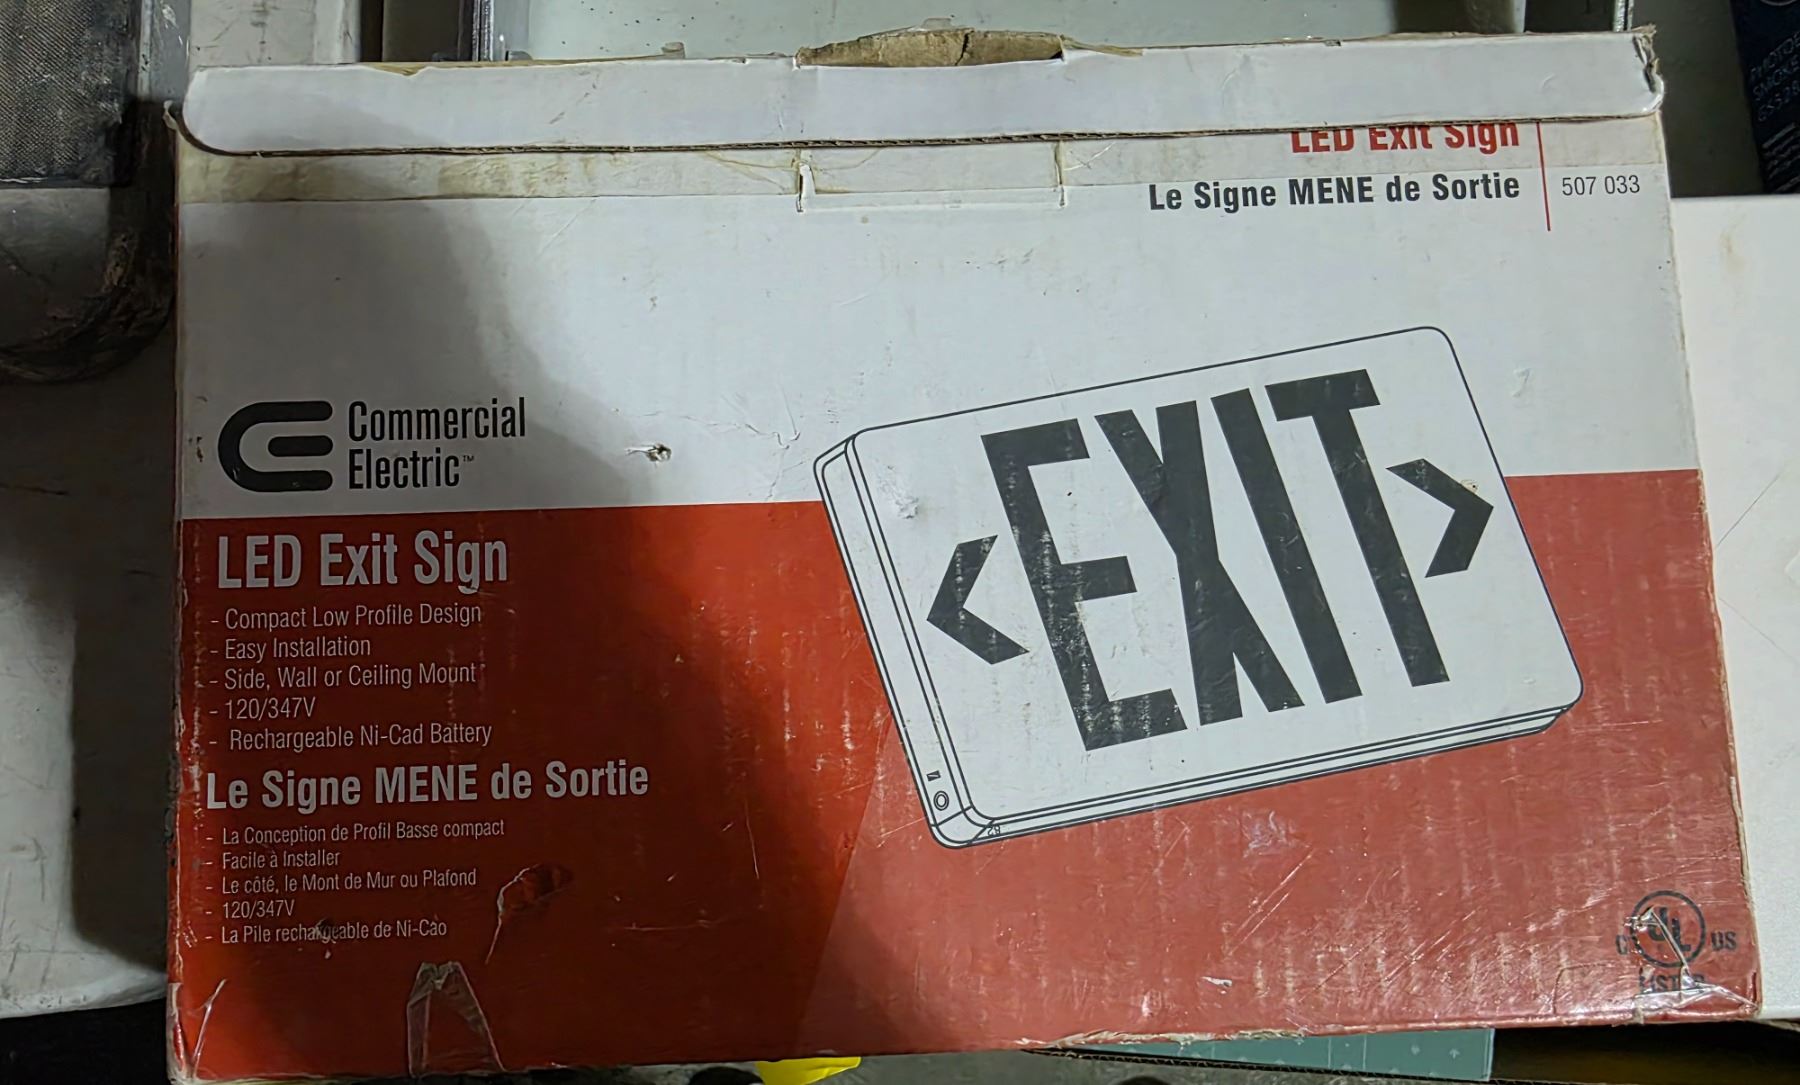 LED Exit Sign
Le Signe MENE de Sortie
507 033
Commercial
Electric™
LED Exit Sign
- Compact Low Profile Design
- Easy Installation
- Side, Wall or Ceiling Mount
- 120/347V
- Rechargeable Ni-Cad Battery
Le Signe MENE de Sortie
- La Conception de Profil Basse compact
- Facile à Installer
- Le côté, le Mont de Mur ou Plafond
- 120/347V
- La Pile rechargeable de Ni-Cao
<EXIT>
UL
US